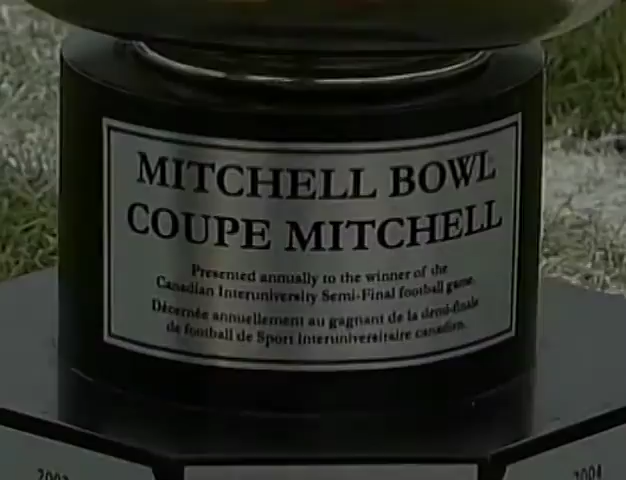 MITCHELL BOWL
COUPE MITCHELL
Presented annually to the winner of the
Canadian Interuniversity Semi-Final football game.
Décernée annuellement au gagnant de la demi-finale
de football de Sport Interuniversitaire canadien.
2004